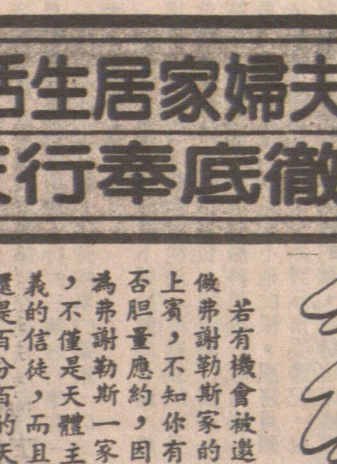 夫婦家居生活
徹底奉行天
若有機會被邀
做弗謝勒斯家的
上賓，不知你有
否胆量應約，因
為弗謝勒斯一家
，不僅是天體主
義的信徒，而且
還是百分百的天